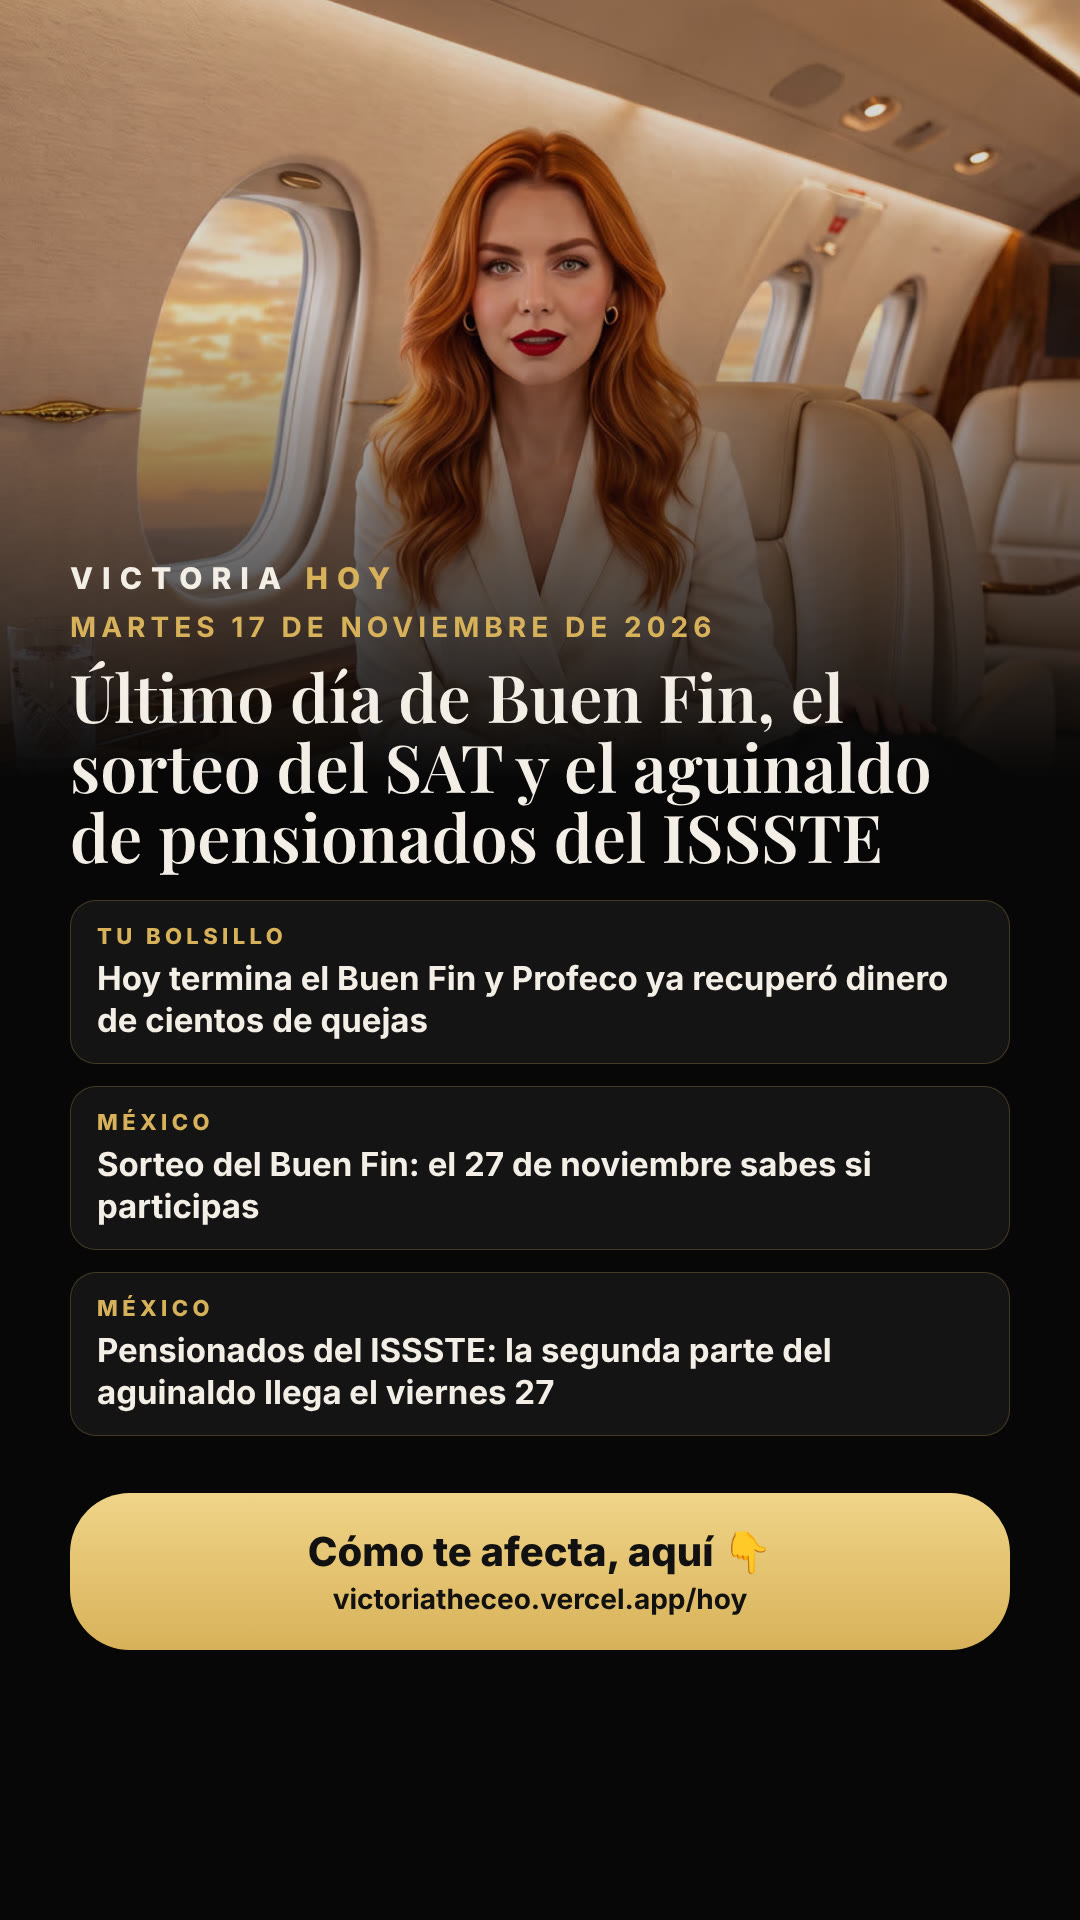 VICTORIA HOY
MARTES 17 DE NOVIEMBRE DE 2026
Último día de Buen Fin, el
sorteo del SAT y el aguinaldo
de pensionados del ISSSTE
TU BOLSILLO
Hoy termina el Buen Fin y Profeco ya recuperó dinero
de cientos de quejas
MÉXICO
Sorteo del Buen Fin: el 27 de noviembre sabes si
participas
MÉXICO
Pensionados del ISSSTE: la segunda parte del
aguinaldo llega el viernes 27
Cómo te afecta, aquí 👇
victoriatheceo.vercel.app/hoy